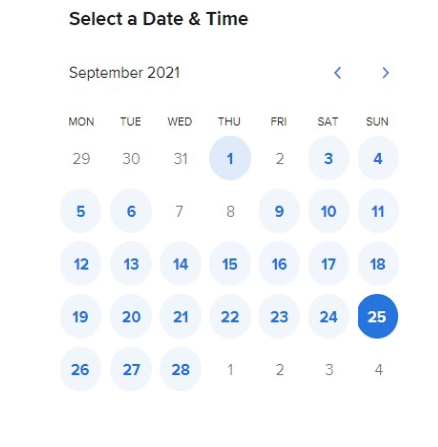 Select a Date & Time
September 2021
MON TUE WED THU FRI SAT SUN
29 30 31 1 2 3 4
5 6 7 8 9 10 11
12 13 14 15 16 17 18
19 20 21 22 23 24 25
26 27 28 1 2 3 4